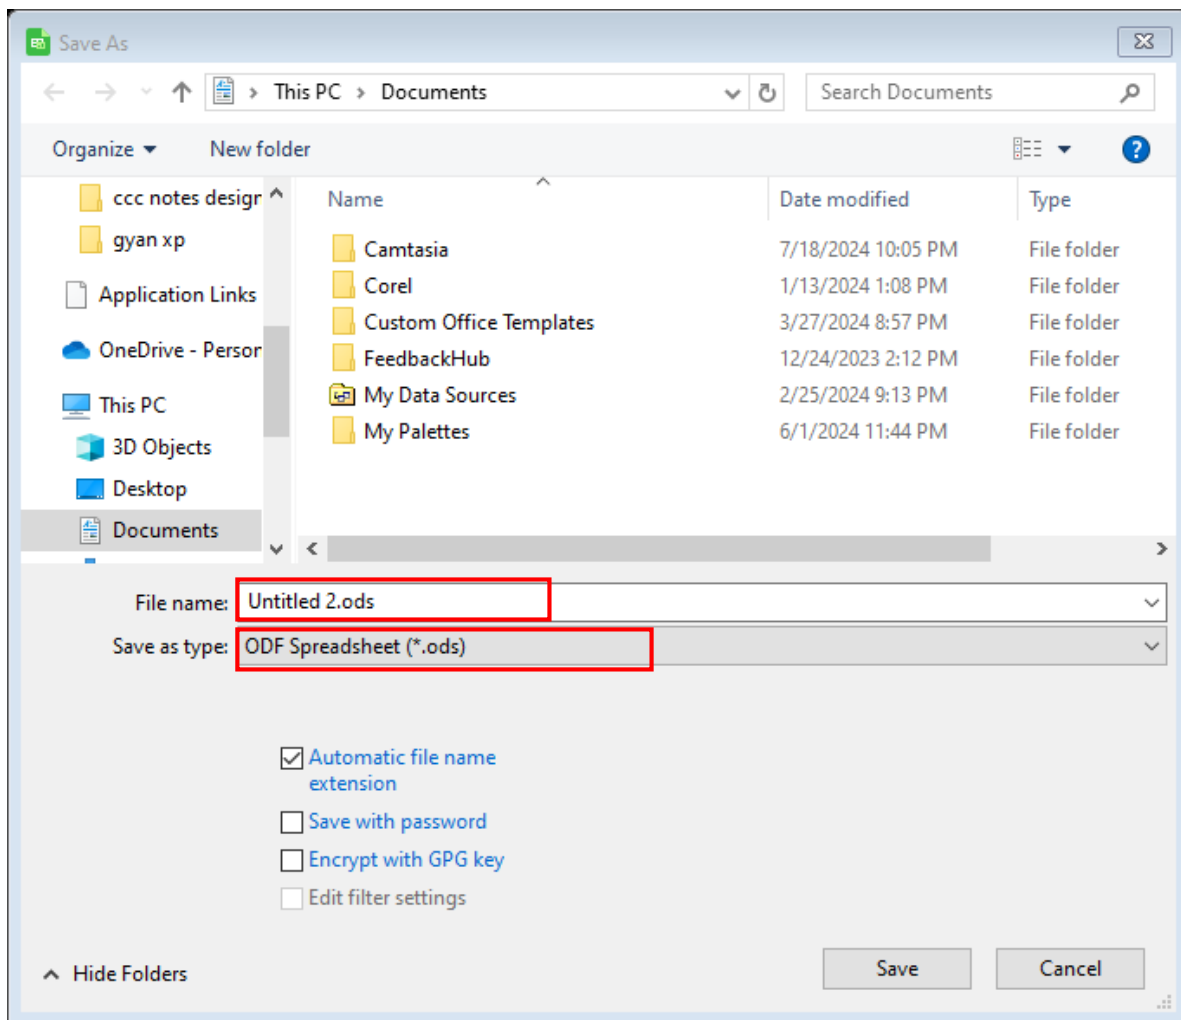 Save As
This PC > Documents
Search Documents
Organize
New folder
ccc notes desigr
gyan xp
Application Links
OneDrive - Person
This PC
3D Objects
Desktop
Documents
Name Date modified Type
Camtasia 7/18/2024 10:05 PM File folder
Corel 1/13/2024 1:08 PM File folder
Custom Office Templates 3/27/2024 8:57 PM File folder
FeedbackHub 12/24/2023 2:12 PM File folder
My Data Sources 2/25/2024 9:13 PM File folder
My Palettes 6/1/2024 11:44 PM File folder
File name: Untitled 2.ods
Save as type: ODF Spreadsheet (*.ods)
Automatic file name
extension
Save with password
Encrypt with GPG key
Edit filter settings
Hide Folders
Save
Cancel